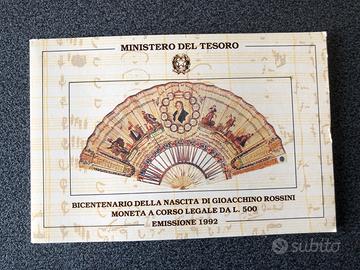 MINISTERO DEL TESORO
BICENTENARIO DELLA NASCITA DI GIOACCHINO ROSSINI
MONETA A CORSO LEGALE DA L. 500
EMISSIONE 1992
subito